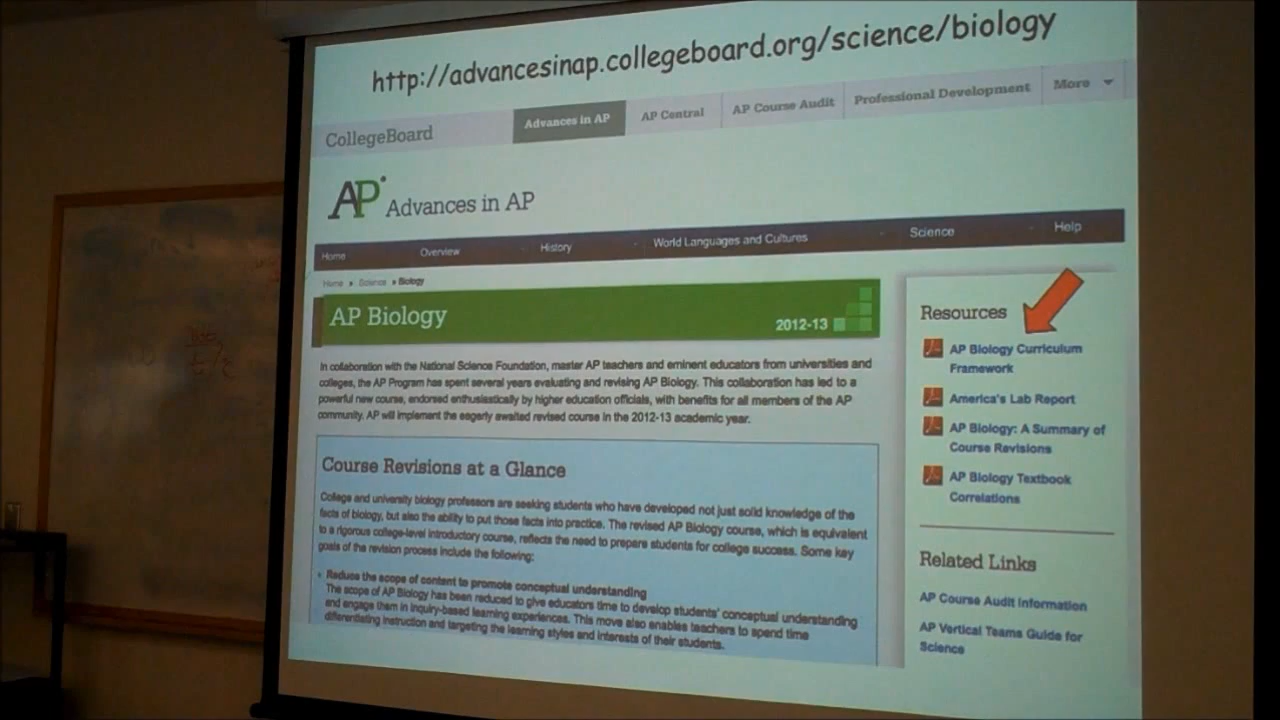 http://advancesinap.collegeboard.org/science/biology
CollegeBoard
Advances in AP
AP Central
AP Course Audit
Professional Development
More
AP Advances in AP
Home
Overview
History
World Languages and Cultures
Science
Help
Home » Science » Biology
AP Biology
2012-13
In collaboration with the National Science Foundation, master AP teachers and eminent educators from universities and
colleges, the AP Program has spent several years evaluating and revising AP Biology. This collaboration has led to a
powerful new course, endorsed enthusiastically by higher education officials, with benefits for all members of the AP
community. AP will implement the eagerly awaited revised course in the 2012-13 academic year.
Course Revisions at a Glance
College and university biology professors are seeking students who have developed not just solid knowledge of the
facts of biology, but also the ability to put those facts into practice. The revised AP Biology course, which is equivalent
to a rigorous college-level introductory course, reflects the need to prepare students for college success. Some key
goals of the revision process include the following:
• Reduce the scope of content to promote conceptual understanding
The scope of AP Biology has been reduced to give educators time to develop students' conceptual understanding
and engage them in inquiry-based learning experiences. This move also enables teachers to spend time
differentiating instruction and targeting the learning styles and interests of their students.
Resources
AP Biology Curriculum
Framework
America's Lab Report
AP Biology: A Summary of
Course Revisions
AP Biology Textbook
Correlations
Related Links
AP Course Audit Information
AP Vertical Teams Guide for
Science